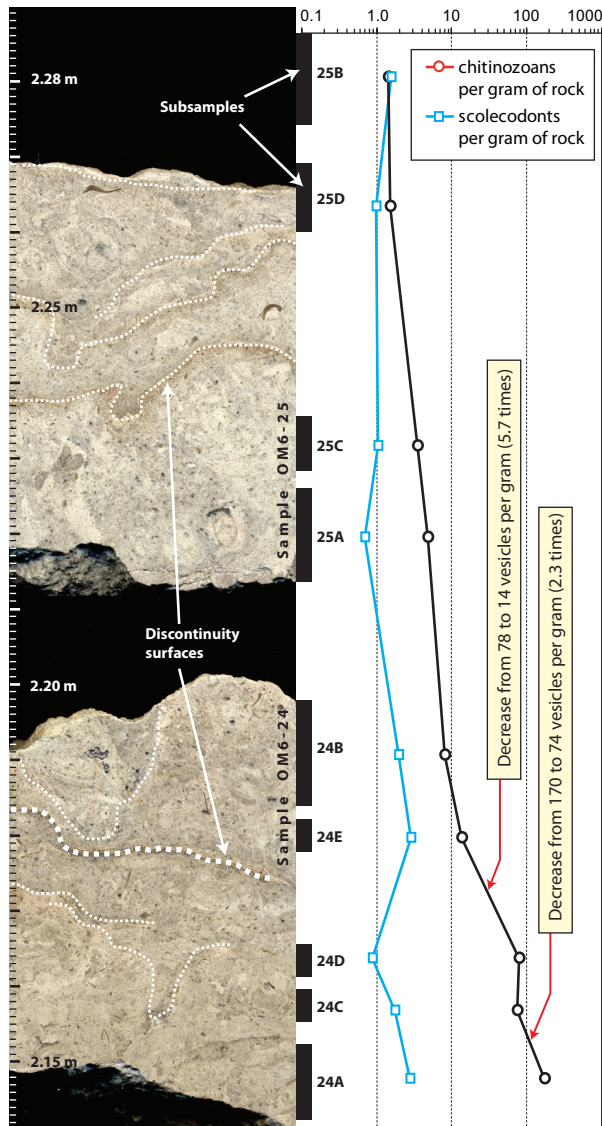 0.1 1.0 10 100 1000
chitinozoans
per gram of rock
scolecodonts
per gram of rock
2.28 m
25B
Subsamples
25D
2.25 m
Sample OM6-25
25C
25A
Decrease from 78 to 14 vesicles per gram (5.7 times)
Decrease from 170 to 74 vesicles per gram (2.3 times)
Discontinuity
surfaces
2.20 m
Sample OM6-24
24B
24E
24D
24C
2.15 m
24A